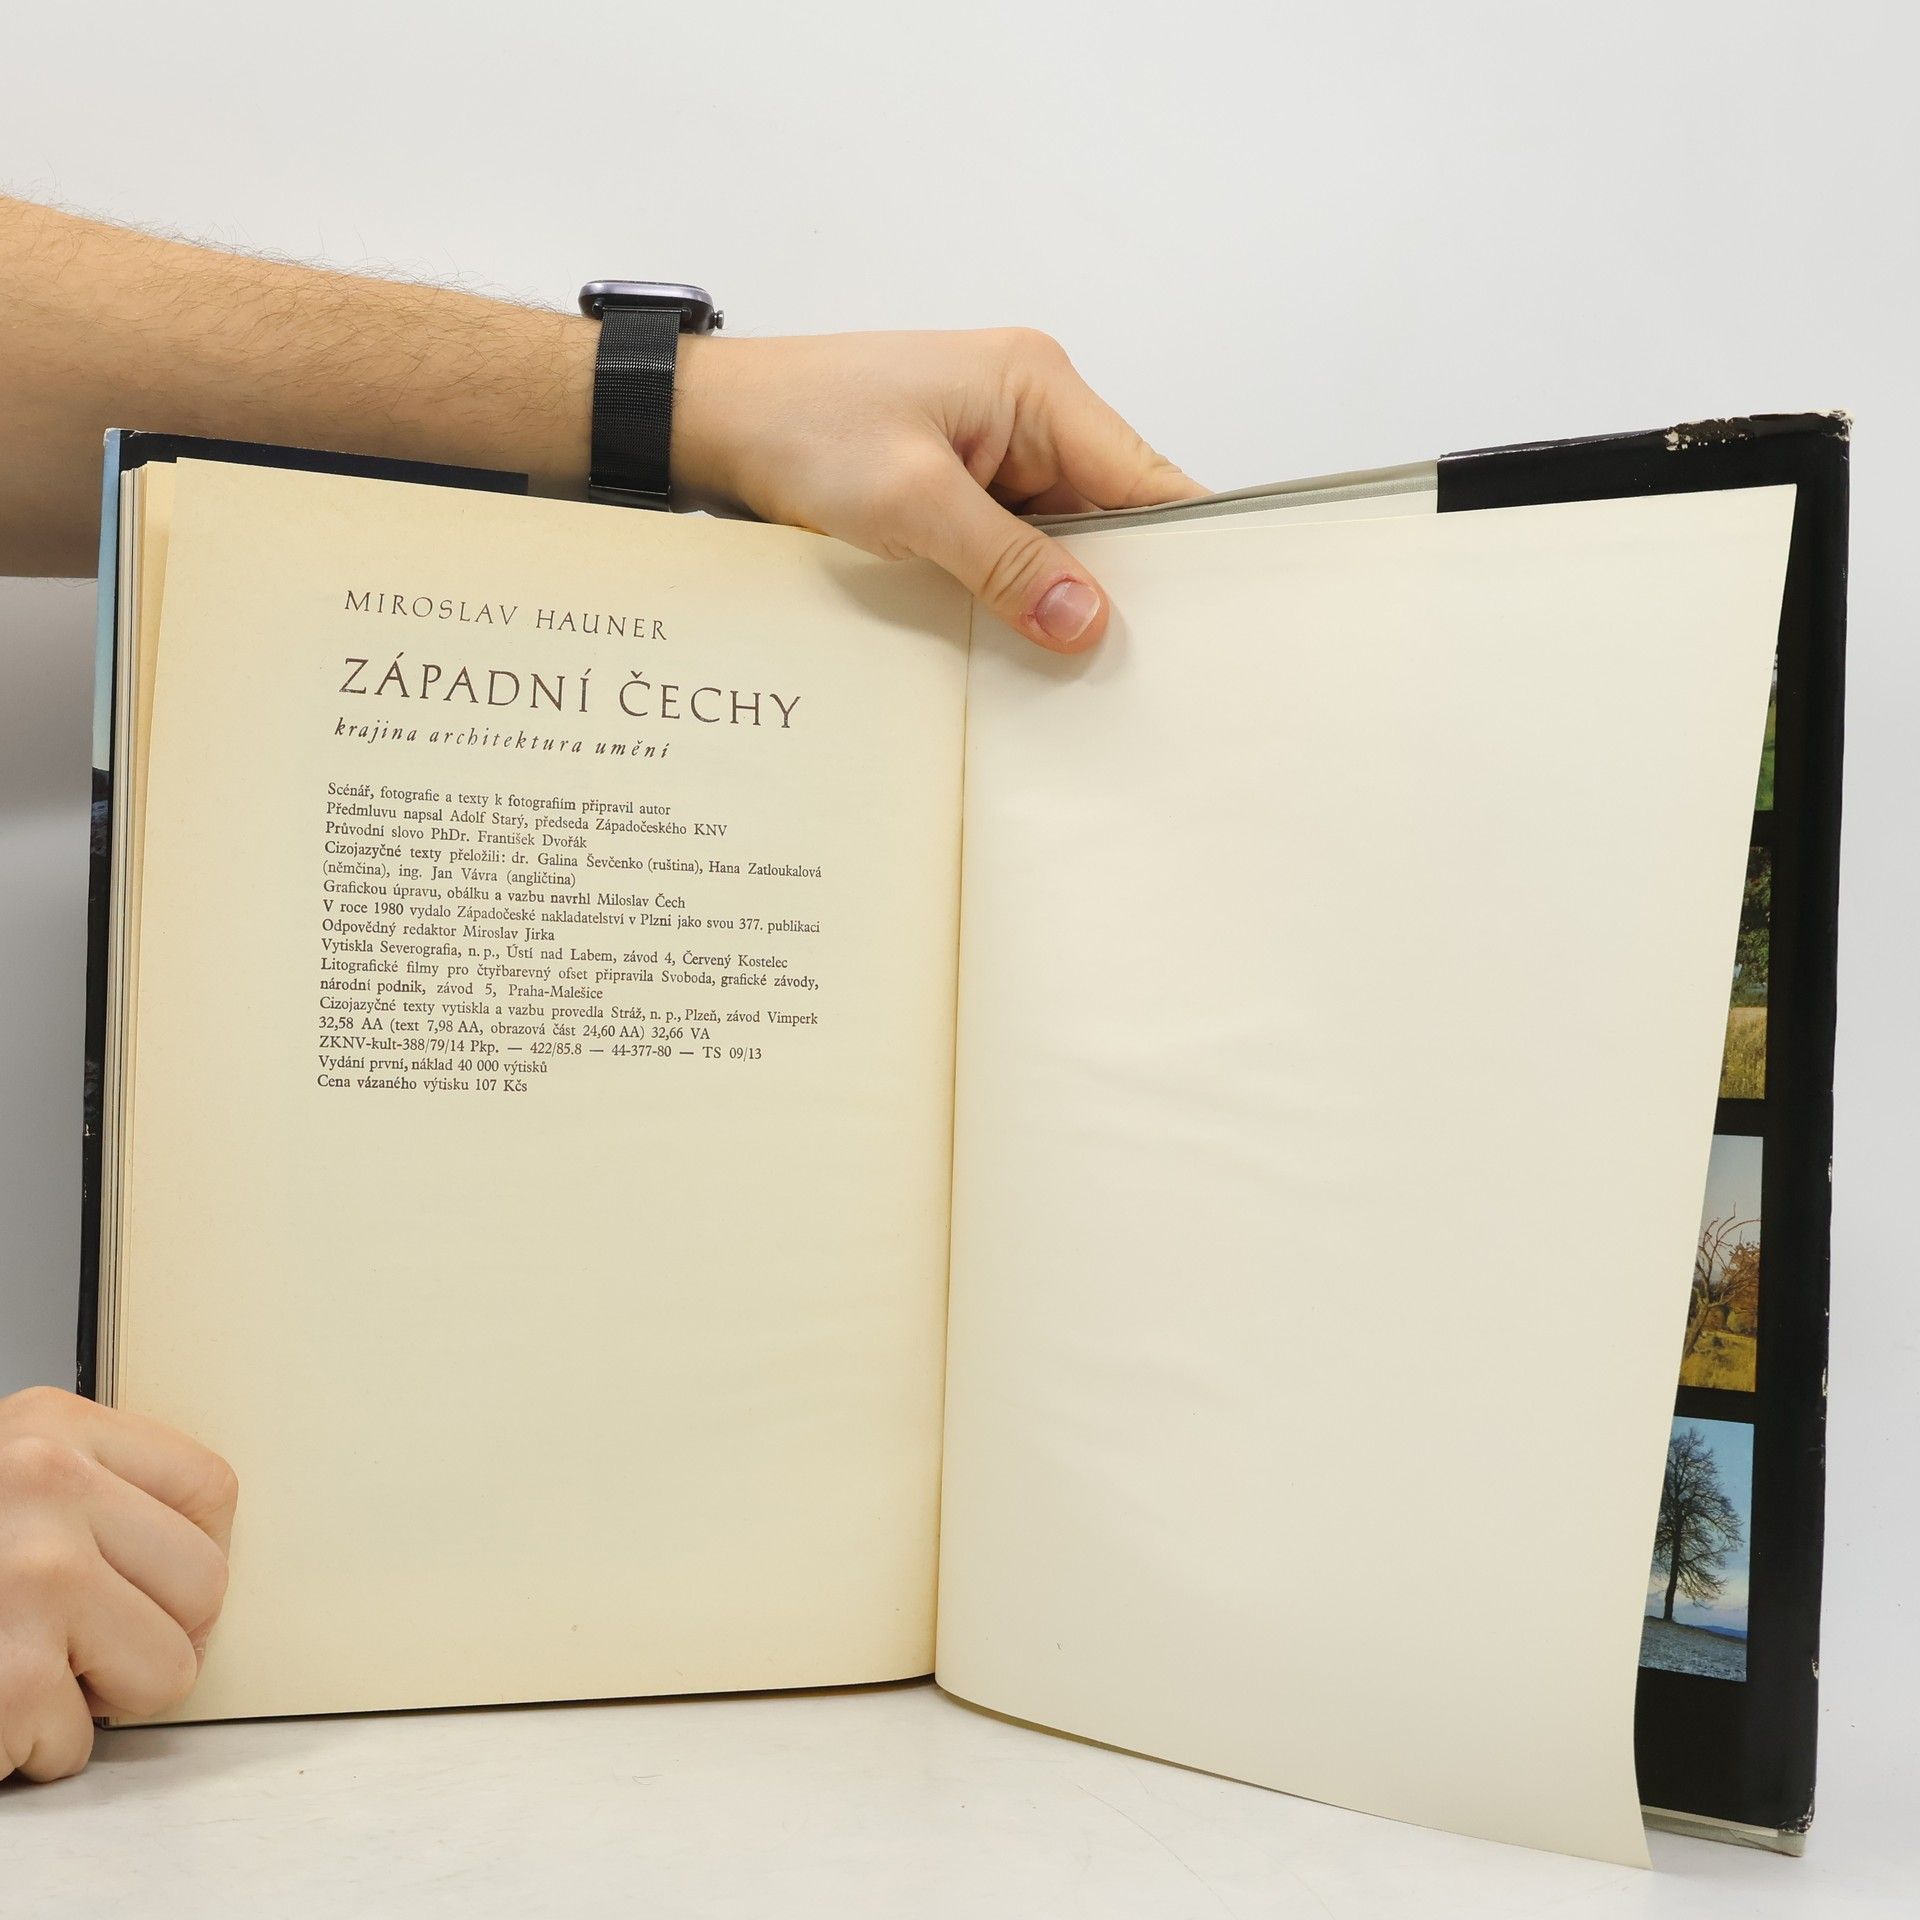 MIROSLAV HAUNER
ZÁPADNÍ ČECHY
krajina architektura umění
Scénář, fotografie a texty k fotografiím připravil autor
Předmluvu napsal Adolf Starý, předseda Západočeského KNV
Průvodní slovo PhDr. František Dvořák
Cizojazyčné texty přeložili: dr. Galina Ševčenko (ruština), Hana Zatloukalová
(němčina), ing. Jan Vávra (angličtina)
Grafickou úpravu, obálku a vazbu navrhl Miloslav Čech
V roce 1980 vydalo Západočeské nakladatelství v Plzni jako svou 377. publikaci
Odpovědný redaktor Miroslav Jirka
Vytiskla Severografia, n. p., Ústí nad Labem, závod 4, Červený Kostelec
Litografické filmy pro čtyřbarevný ofset připravila Svoboda, grafické závody,
národní podnik, závod 5, Praha-Malešice
Cizojazyčné texty vytiskla a vazbu provedla Stráž, n. p., Plzeň, závod Vimperk
32,58 AA (text 7,98 AA, obrazová část 24,60 AA) 32,66 VA
ZKNV-kult-388/79/14 Pkp. — 422/85.8 — 44-377-80 — TS 09/13
Vydání první, náklad 40 000 výtisků
Cena vázaného výtisku 107 Kčs